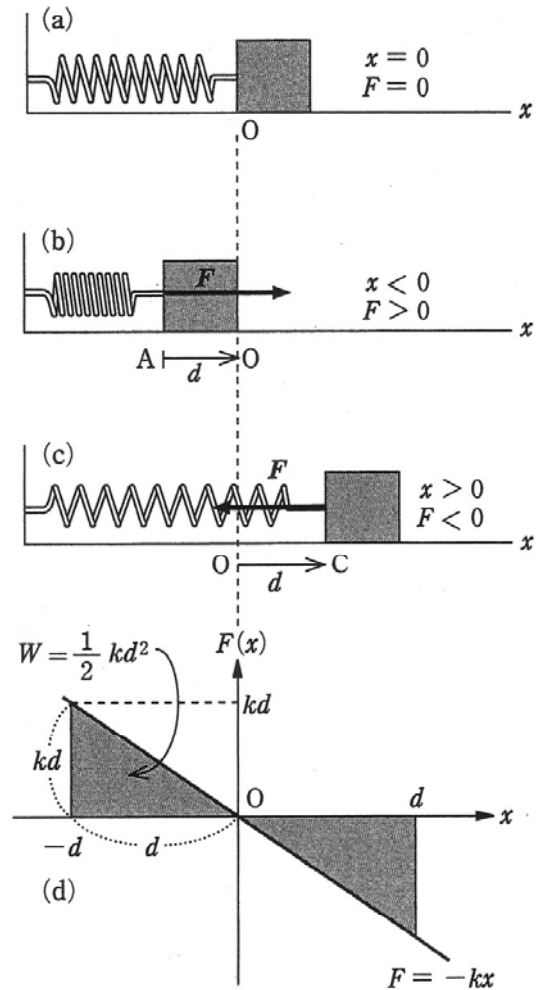 (a)
x = 0
F = 0
x
O
(b)
F
x < 0
F > 0
x
A
d
O
(c)
F
x > 0
F < 0
x
O
d
C
F(x)
W = 1/2 kd²
kd
kd
O
d
x
-d
d
(d)
F = -kx